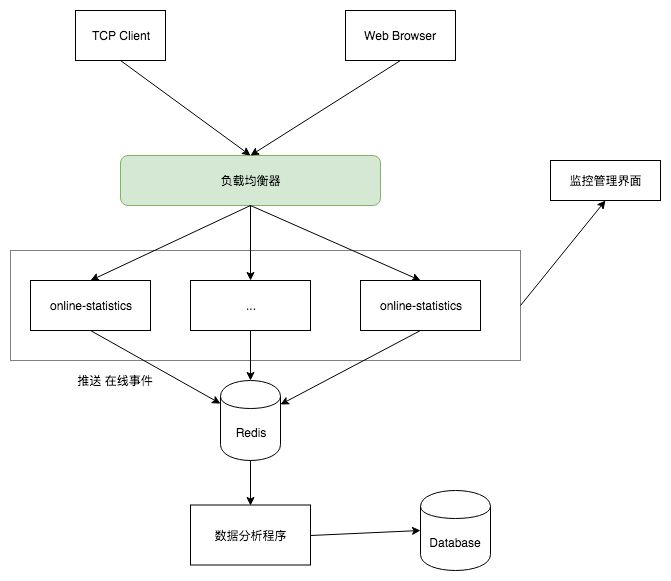 TCP Client
Web Browser
负载均衡器
监控管理界面
online-statistics
...
online-statistics
推送 在线事件
Redis
数据分析程序
Database